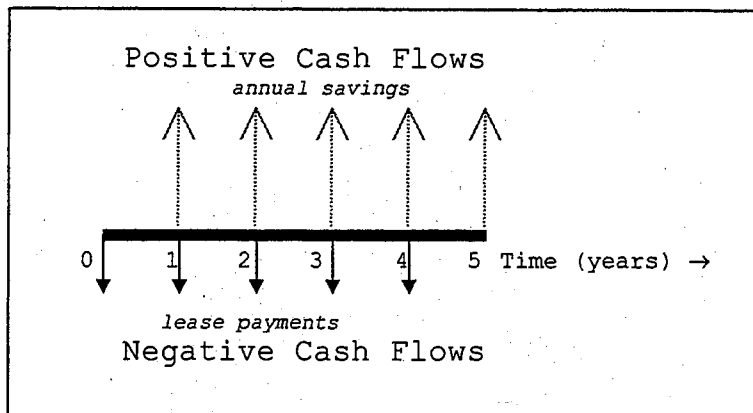 Positive Cash Flows
annual savings
0 1 2 3 4 5 Time (years) →
lease payments
Negative Cash Flows